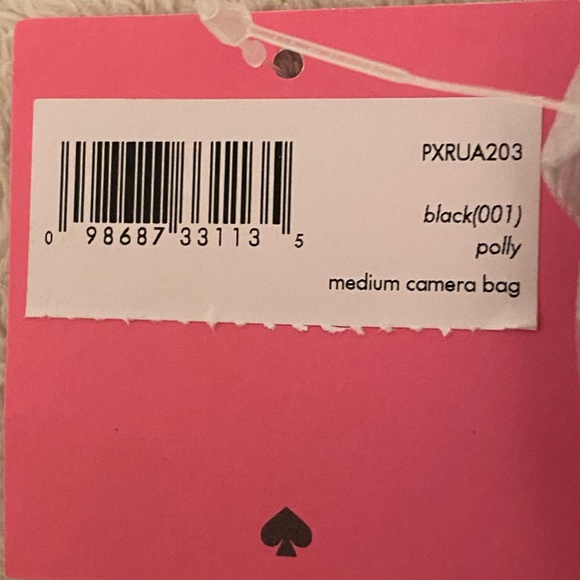 PXRUA203
black(001)
polly
medium camera bag
0 98687 33113 5